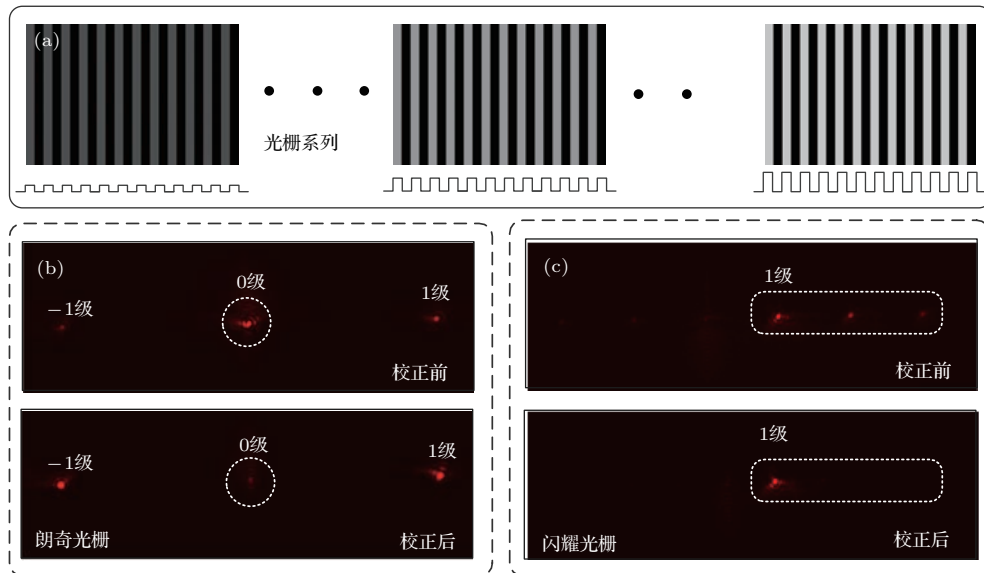 (a)
光栅系列
(b)
0级
−1级
1级
校正前
0级
−1级
1级
朗奇光栅
校正后
(c)
1级
校正前
1级
闪耀光栅
校正后